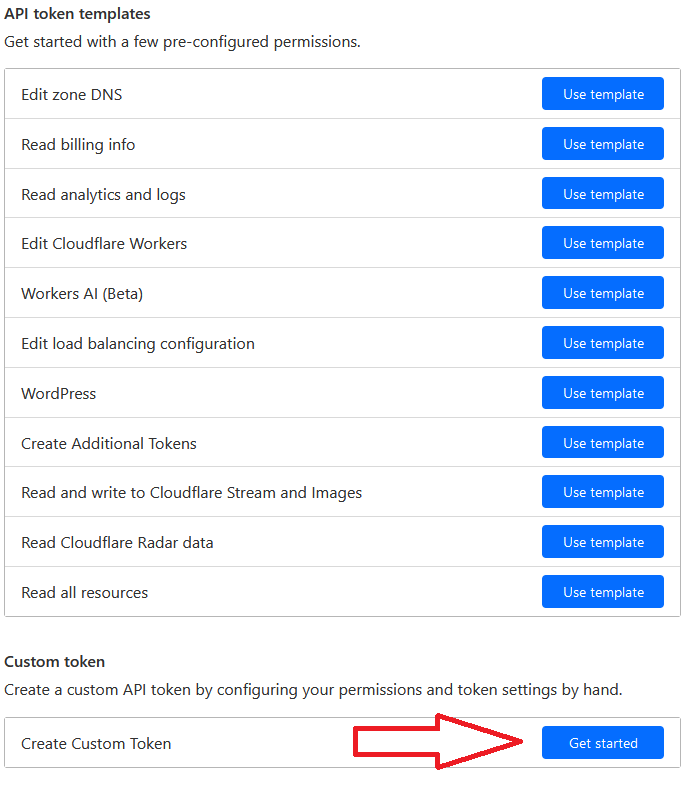 API token templates
Get started with a few pre-configured permissions.
Edit zone DNS Use template
Read billing info Use template
Read analytics and logs Use template
Edit Cloudflare Workers Use template
Workers AI (Beta) Use template
Edit load balancing configuration Use template
WordPress Use template
Create Additional Tokens Use template
Read and write to Cloudflare Stream and Images Use template
Read Cloudflare Radar data Use template
Read all resources Use template
Custom token
Create a custom API token by configuring your permissions and token settings by hand.
Create Custom Token Get started